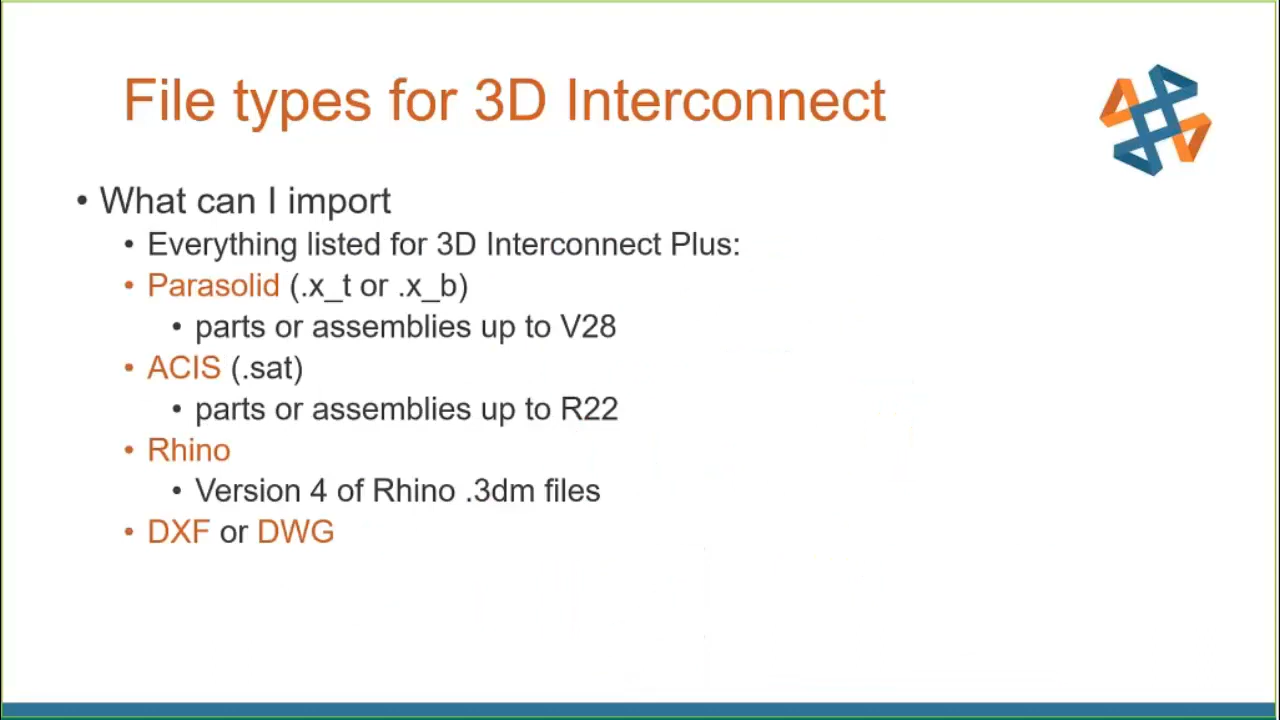 File types for 3D Interconnect
• What can I import
• Everything listed for 3D Interconnect Plus:
• Parasolid (.x_t or .x_b)
• parts or assemblies up to V28
• ACIS (.sat)
• parts or assemblies up to R22
• Rhino
• Version 4 of Rhino .3dm files
• DXF or DWG